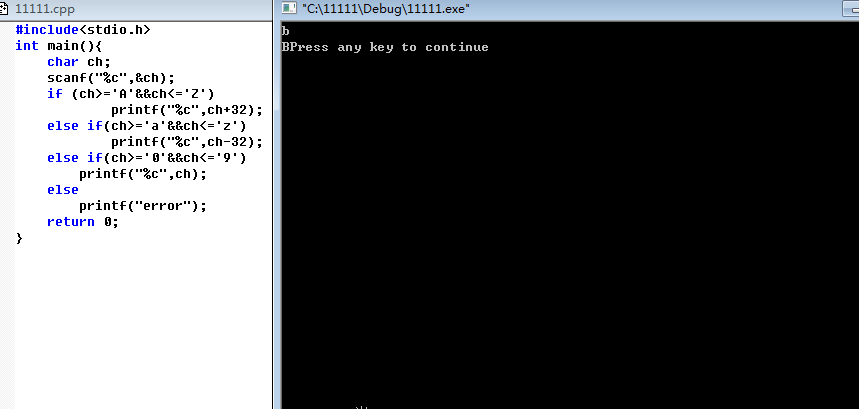 11111.cpp
#include<stdio.h>
int main(){
    char ch;
    scanf("%c",&ch);
    if (ch>='A'&&ch<='Z')
            printf("%c",ch+32);
    else if(ch>='a'&&ch<='z')
            printf("%c",ch-32);
    else if(ch>='0'&&ch<='9')
        printf("%c",ch);
    else
        printf("error");
    return 0;
}
"C:\11111\Debug\11111.exe"
b
BPress any key to continue